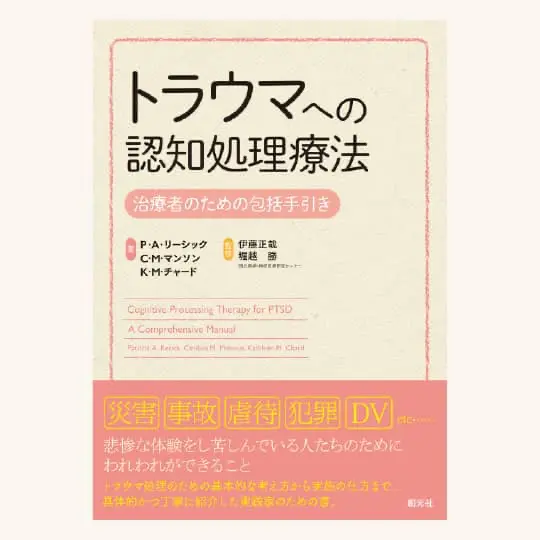 トラウマへの
認知処理療法
治療者のための包括手引き
著
P・A・リーシック
C・M・マンソン
K・M・チャード
監修
伊藤正哉
堀越 勝
Cognitive Processing Therapy for PTSD
A Comprehensive Manual
Patricia A. Resick, Candice M. Monson, Kathleen M. Chard
災害 事故 虐待 犯罪 DV etc……
悲惨な体験をし苦しんでいる人たちのために
われわれができること
トラウマ処理のための基本的な考え方から実施の仕方まで、
具体的かつ丁寧に紹介した実践家のための書。
創元社